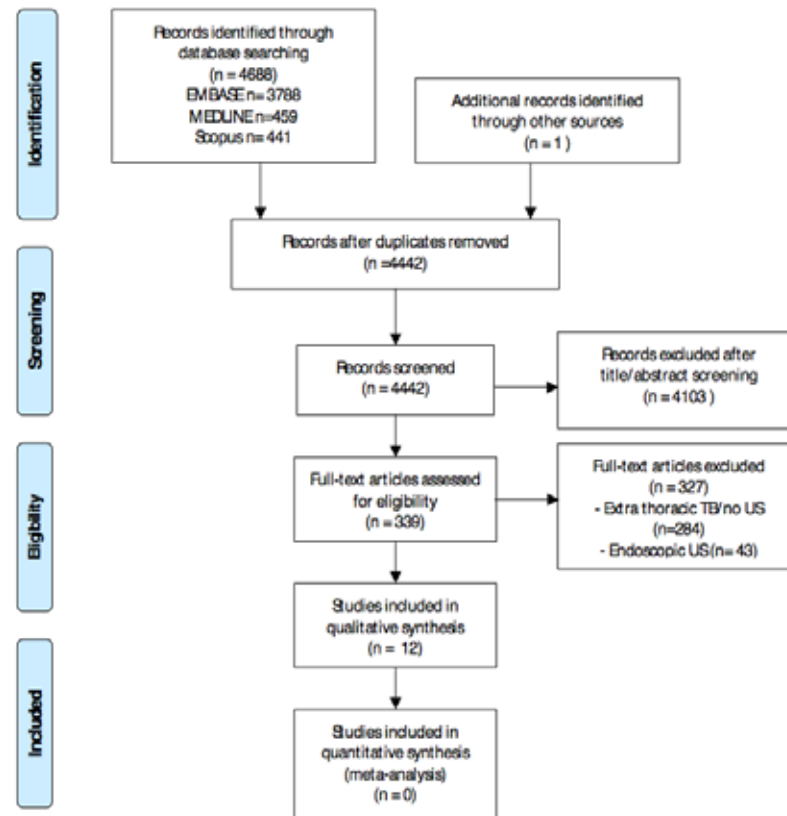 Identification
Records identified through
database searching
(n = 4688)
EMBASE n= 3788
MEDLINE n=459
Scopus n= 441
Additional records identified
through other sources
(n = 1 )
Records after duplicates removed
(n =4442)
Screening
Records screened
(n = 4442)
Records excluded after
title/abstract screening
(n = 4103 )
Eligibility
Full-text articles assessed
for eligibility
(n = 339)
Full-text articles excluded
(n = 327)
- Extra thoracic TB/no US
(n=284)
- Endoscopic US(n= 43)
Studies included in
qualitative synthesis
(n = 12)
Included
Studies included in
quantitative synthesis
(meta-analysis)
(n = 0)